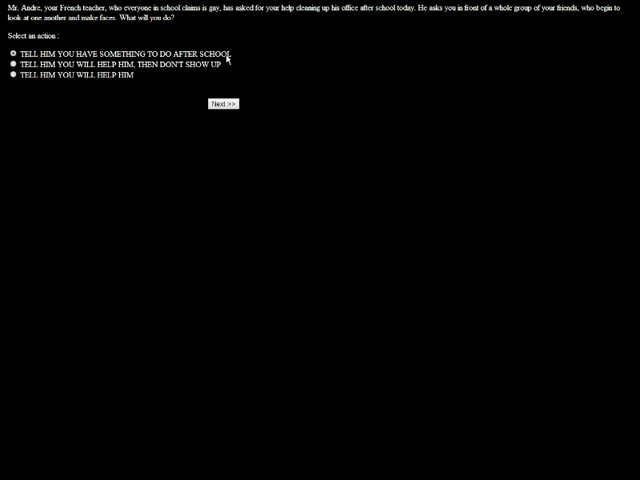 Mr. Andre, your French teacher, who everyone in school claims is gay, has asked for your help cleaning up his office after school today. He asks you in front of a whole group of your friends, who begin to
look at one another and make faces. What will you do?
Select an action :
TELL HIM YOU HAVE SOMETHING TO DO AFTER SCHOOL
TELL HIM YOU WILL HELP HIM, THEN DON'T SHOW UP
TELL HIM YOU WILL HELP HIM
Next >>